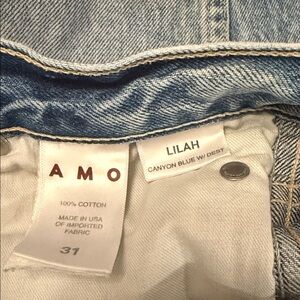 AMO
100% COTTON
MADE IN USA
OF IMPORTED
FABRIC
31
LILAH
CANYON BLUE W/ DEST